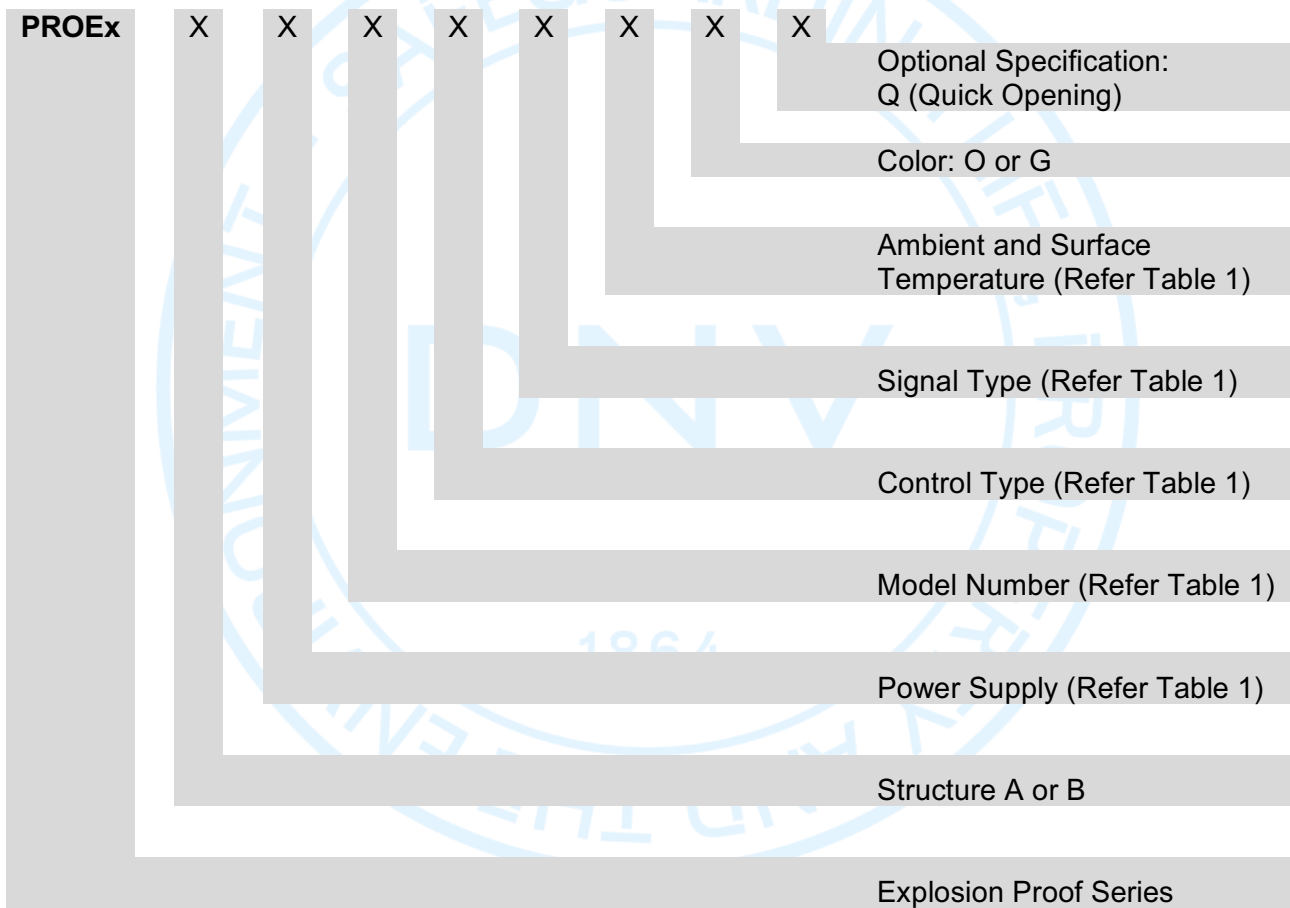 PROEx X X X X X X X X
Optional Specification:
Q (Quick Opening)
Color: O or G
Ambient and Surface
Temperature (Refer Table 1)
Signal Type (Refer Table 1)
Control Type (Refer Table 1)
Model Number (Refer Table 1)
Power Supply (Refer Table 1)
Structure A or B
Explosion Proof Series
DNV
1864